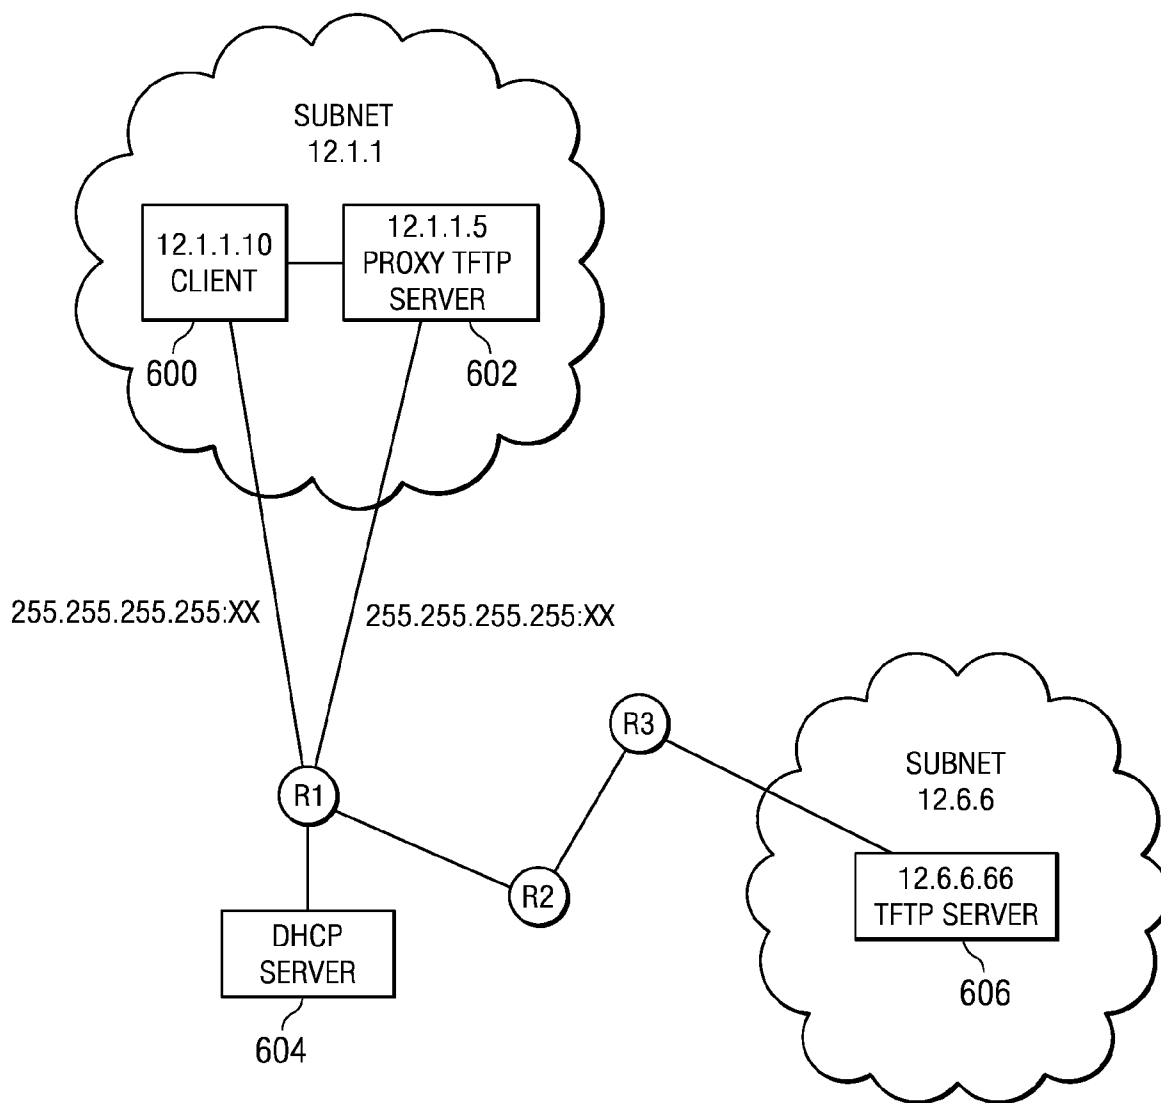 SUBNET
12.1.1
12.1.1.10
CLIENT
12.1.1.5
PROXY TFTP
SERVER
600
602
255.255.255.255:XX
255.255.255.255:XX
R3
SUBNET
12.6.6
R1
R2
12.6.6.66
TFTP SERVER
DHCP
SERVER
606
604